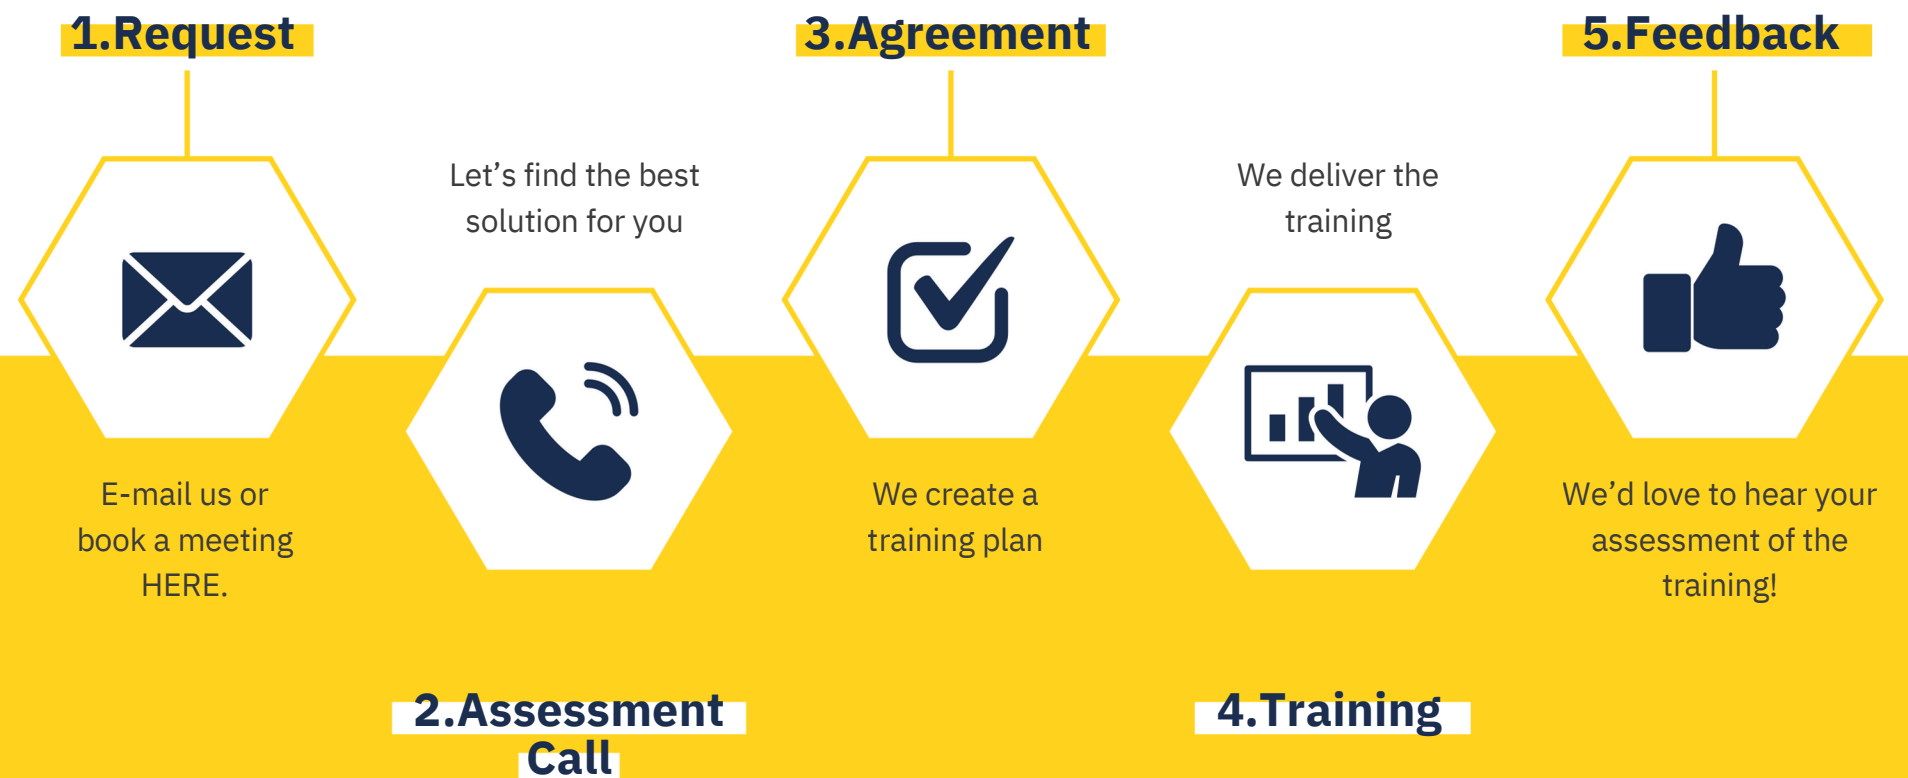 1.Request
E-mail us or
book a meeting
HERE.
Let’s find the best
solution for you
2.Assessment
Call
3.Agreement
We create a
training plan
We deliver the
training
4.Training
5.Feedback
We’d love to hear your
assessment of the
training!